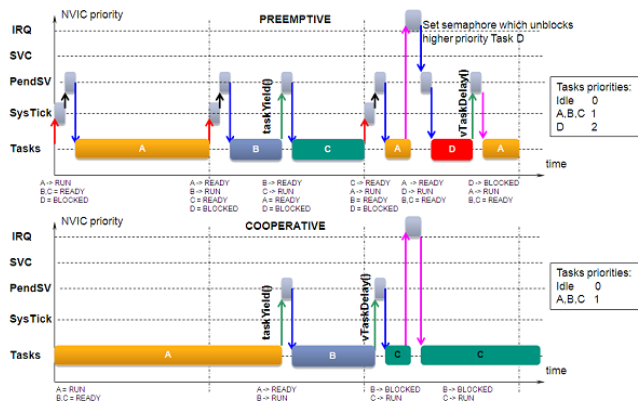 NVIC priority
PREEMPTIVE
Set semaphore which unblocks
higher priority Task D
IRQ
SVC
PendSV
SysTick
Tasks
taskYield()
vTaskDelay()
A
B
C
A
D
A
time
Tasks priorities:
Idle 0
A,B,C 1
D 2
A -> RUN
B,C = READY
D = BLOCKED
A -> READY
B -> RUN
C = READY
D = BLOCKED
B -> READY
C -> RUN
A = READY
D = BLOCKED
C -> READY
A -> RUN
B = READY
D = BLOCKED
A -> READY
D -> RUN
B,C = READY
D -> BLOCKED
A -> RUN
B,C = READY
NVIC priority
COOPERATIVE
IRQ
SVC
PendSV
SysTick
Tasks
taskYield()
vTaskDelay()
A
B
C
C
time
Tasks priorities:
Idle 0
A,B,C 1
A = RUN
B,C = READY
A -> READY
B -> RUN
B -> BLOCKED
C -> RUN
B -> BLOCKED
C -> RUN